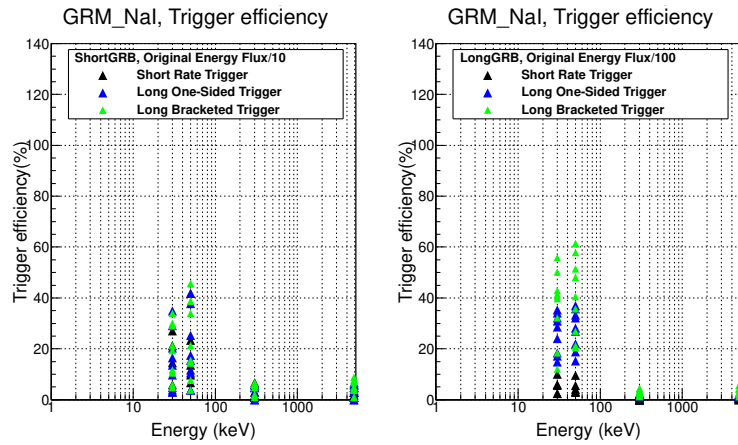 GRM_NaI, Trigger efficiency
Trigger efficiency(%)
140
120
100
80
60
40
20
0
ShortGRB, Original Energy Flux/10
Short Rate Trigger
Long One-Sided Trigger
Long Bracketed Trigger
1 10 100 1000
Energy (keV)
GRM_NaI, Trigger efficiency
Trigger efficiency(%)
140
120
100
80
60
40
20
0
LongGRB, Original Energy Flux/100
Short Rate Trigger
Long One-Sided Trigger
Long Bracketed Trigger
1 10 100 1000
Energy (keV)